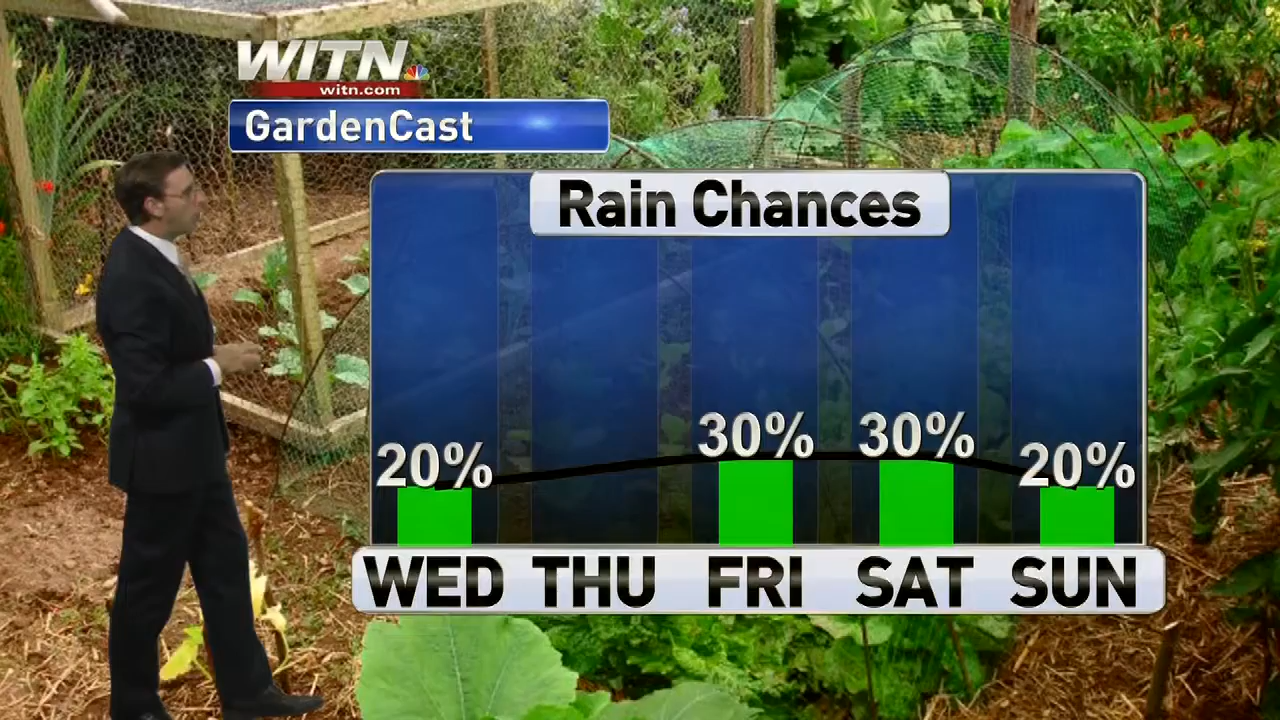 WITN
witn.com
GardenCast
Rain Chances
20% 30% 30% 20%
WED THU FRI SAT SUN